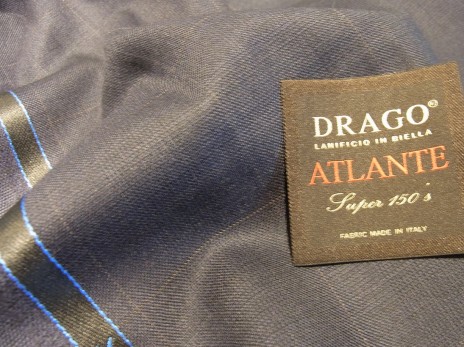 DRAGO®
LANIFICIO IN BIELLA
ATLANTE
Super 150's
FABRIC MADE IN ITALY